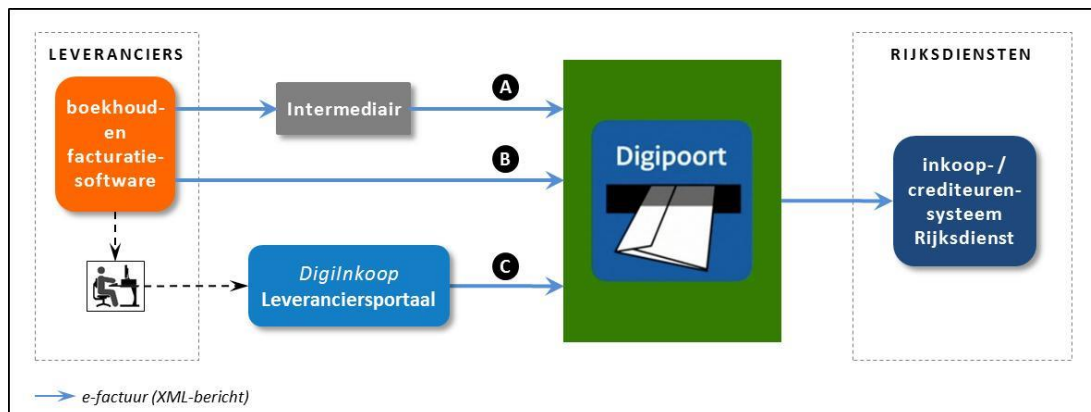 LEVERANCIERS
boekhoud-
en
facturatie-
software
Intermediair
A
B
DigiInkoop
Leveranciersportaal
C
Digipoort
RIJKSDIENSTEN
inkoop- /
crediteuren-
systeem
Rijksdienst
e-factuur (XML-bericht)